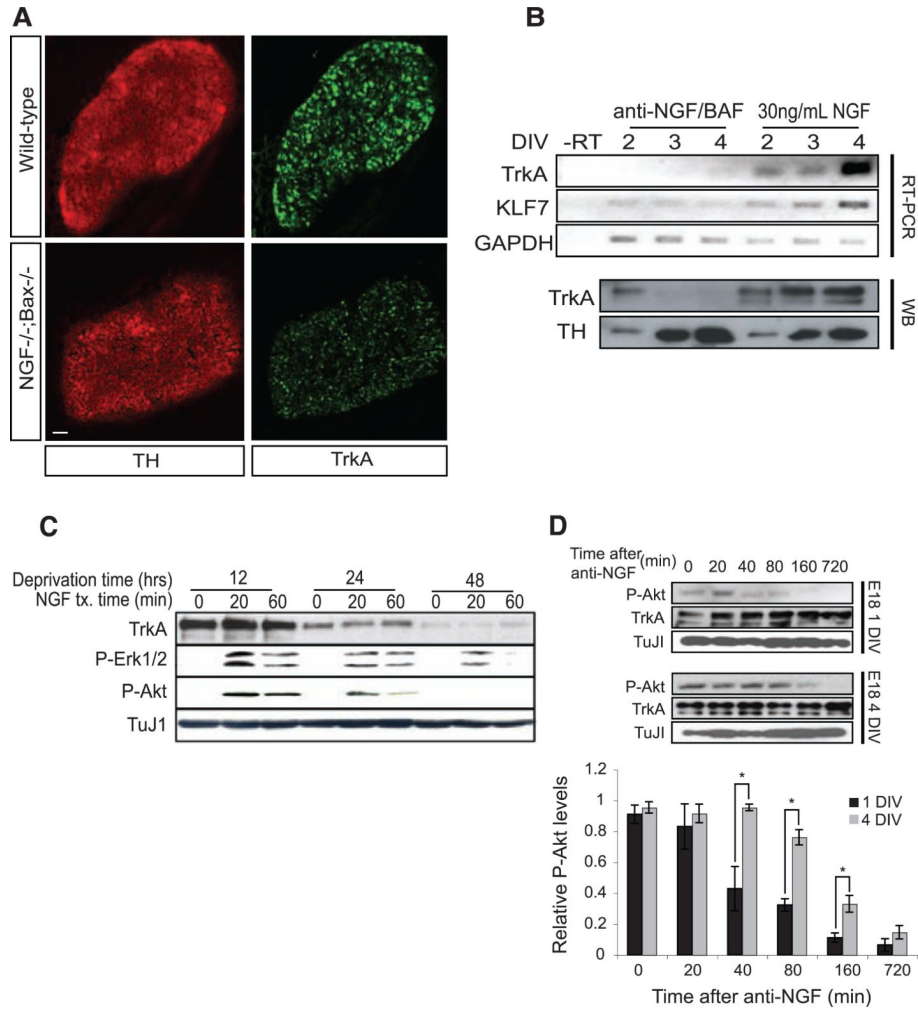 A
Wild-type
NGF-/-;Bax-/-
TH
TrkA
B
anti-NGF/BAF 30ng/mL NGF
DIV -RT 2 3 4 2 3 4
TrkA
KLF7
GAPDH
RT-PCR
TrkA
TH
WB
C
Deprivation time (hrs) 12 24 48
NGF tx. time (min) 0 20 60 0 20 60 0 20 60
TrkA
P-Erk1/2
P-Akt
TuJ1
D
Time after (min) 0 20 40 80 160 720
anti-NGF
P-Akt
TrkA
TuJI
E18 1 DIV
P-Akt
TrkA
TuJI
E18 4 DIV
Relative P-Akt levels
1.2
1
0.8
0.6
0.4
0.2
0
* * *
1 DIV
4 DIV
0 20 40 80 160 720
Time after anti-NGF (min)